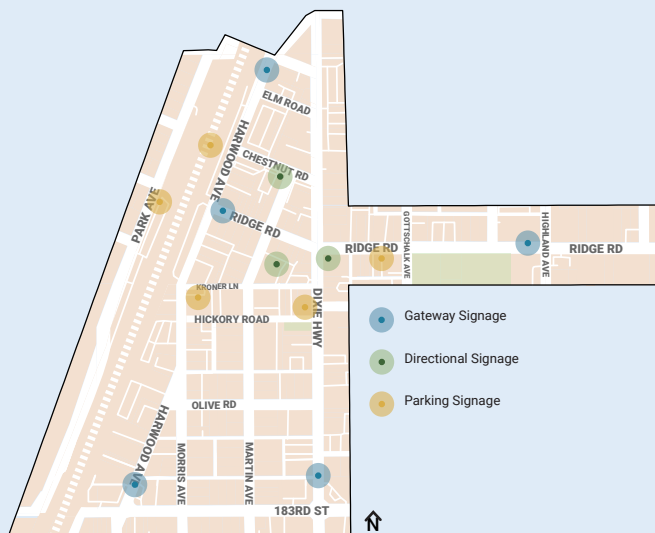 ELM ROAD
HARWOOD AVE
CHESTNUT RD
PARK AVE
RIDGE RD
GOTTSCHALK AVE
HIGHLAND AVE
RIDGE RD
RIDGE RD
KRONER LN
DIXIE HWY
HICKORY ROAD
Gateway Signage
Directional Signage
Parking Signage
OLIVE RD
HARWOOD AVE
MORRIS AVE
MARTIN AVE
183RD ST
N